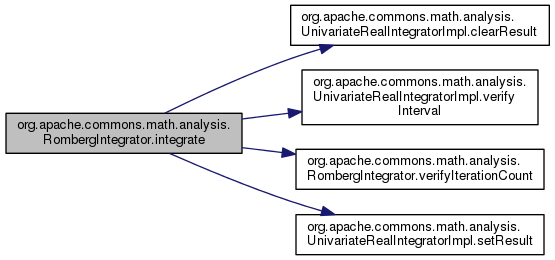 org.apache.commons.math.analysis.
RombergIntegrator.integrate
org.apache.commons.math.analysis.
UnivariateRealIntegratorImpl.clearResult
org.apache.commons.math.analysis.
UnivariateRealIntegratorImpl.verify
Interval
org.apache.commons.math.analysis.
RombergIntegrator.verifyIterationCount
org.apache.commons.math.analysis.
UnivariateRealIntegratorImpl.setResult